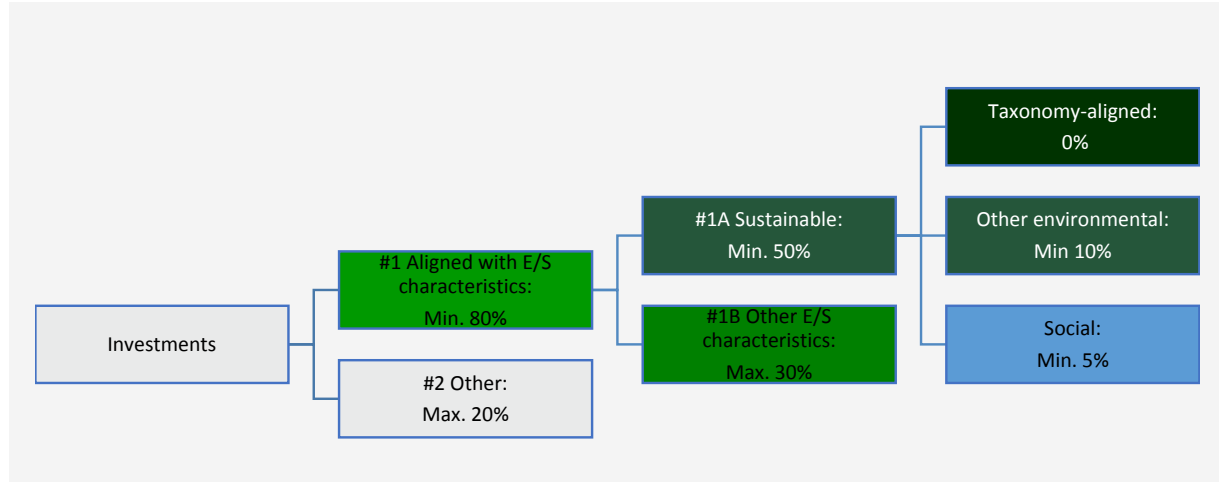 Investments
#1 Aligned with E/S
characteristics:
Min. 80%
#2 Other:
Max. 20%
#1A Sustainable:
Min. 50%
#1B Other E/S
characteristics:
Max. 30%
Taxonomy-aligned:
0%
Other environmental:
Min 10%
Social:
Min. 5%